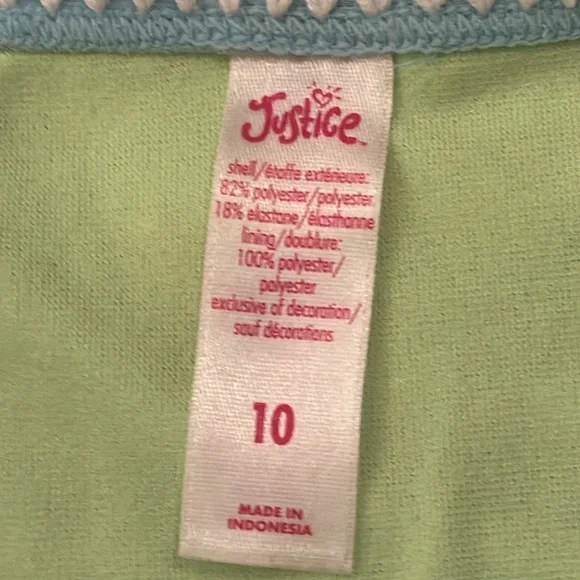 Justice™
shell/étoffe extérieure:
82% polyester/polyester
18% elastane/élasthanne
lining/doublure:
100% polyester/
polyester
exclusive of decoration/
sauf décorations
10
MADE IN
INDONESIA